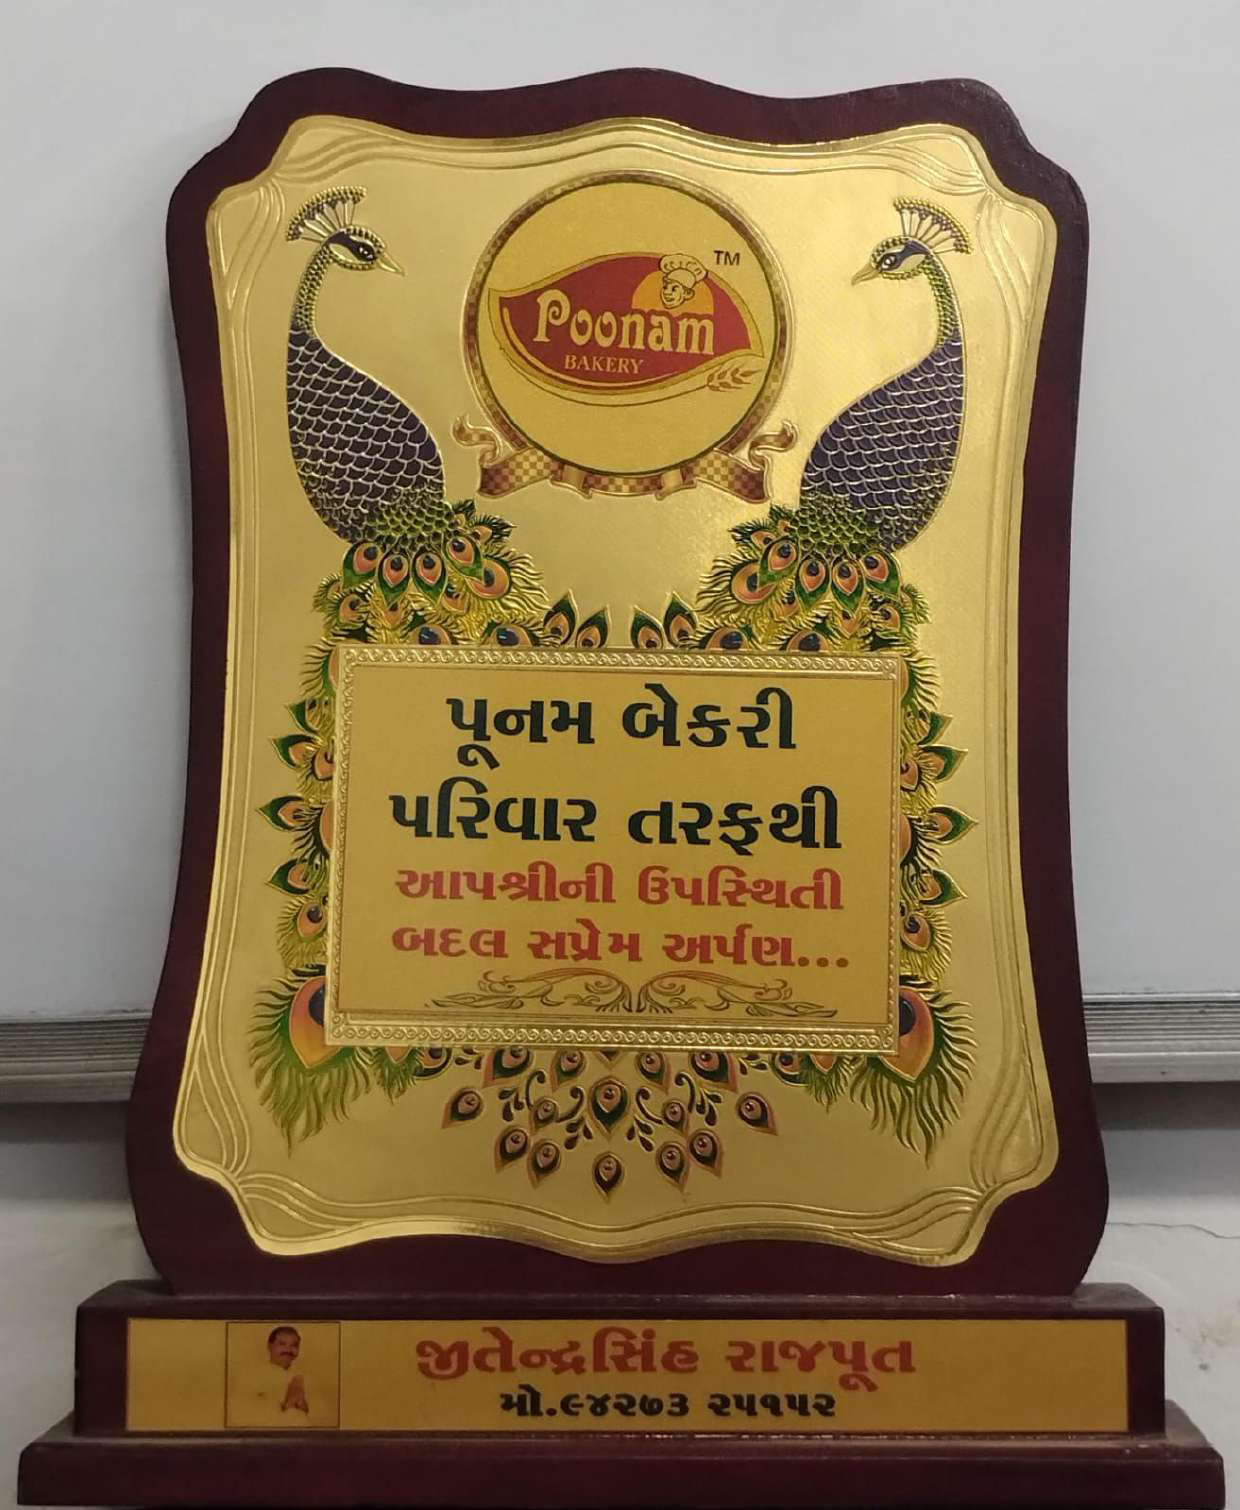 TM
Poonam
BAKERY
પૂનમ બેકરી
પરિવાર તરફથી
આપશ્રીની ઉપસ્થિતી
બદલ સપ્રેમ અર્પણ...
જીતેન્દ્રસિંહ રાજપૂત
મો.૯૪૨૭૩ ૨૫૧૫૨